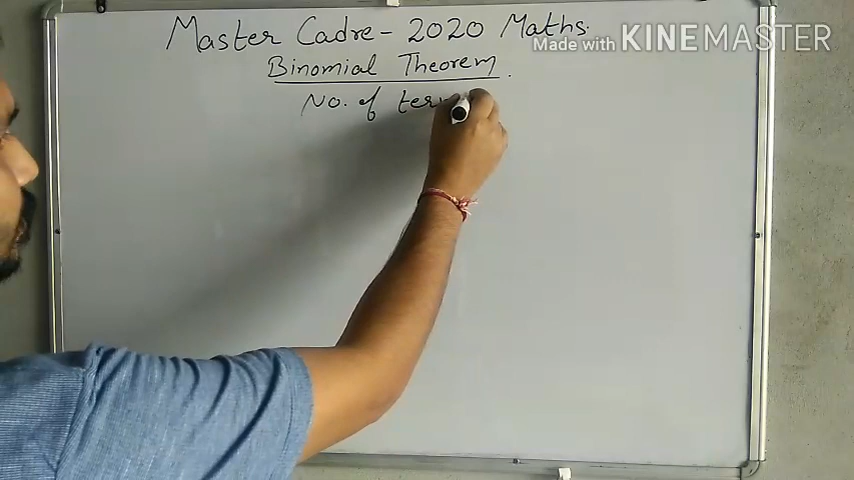 Master Cadre - 2020 Maths.
Made with KINEMASTER
Binomial Theorem.
No. of